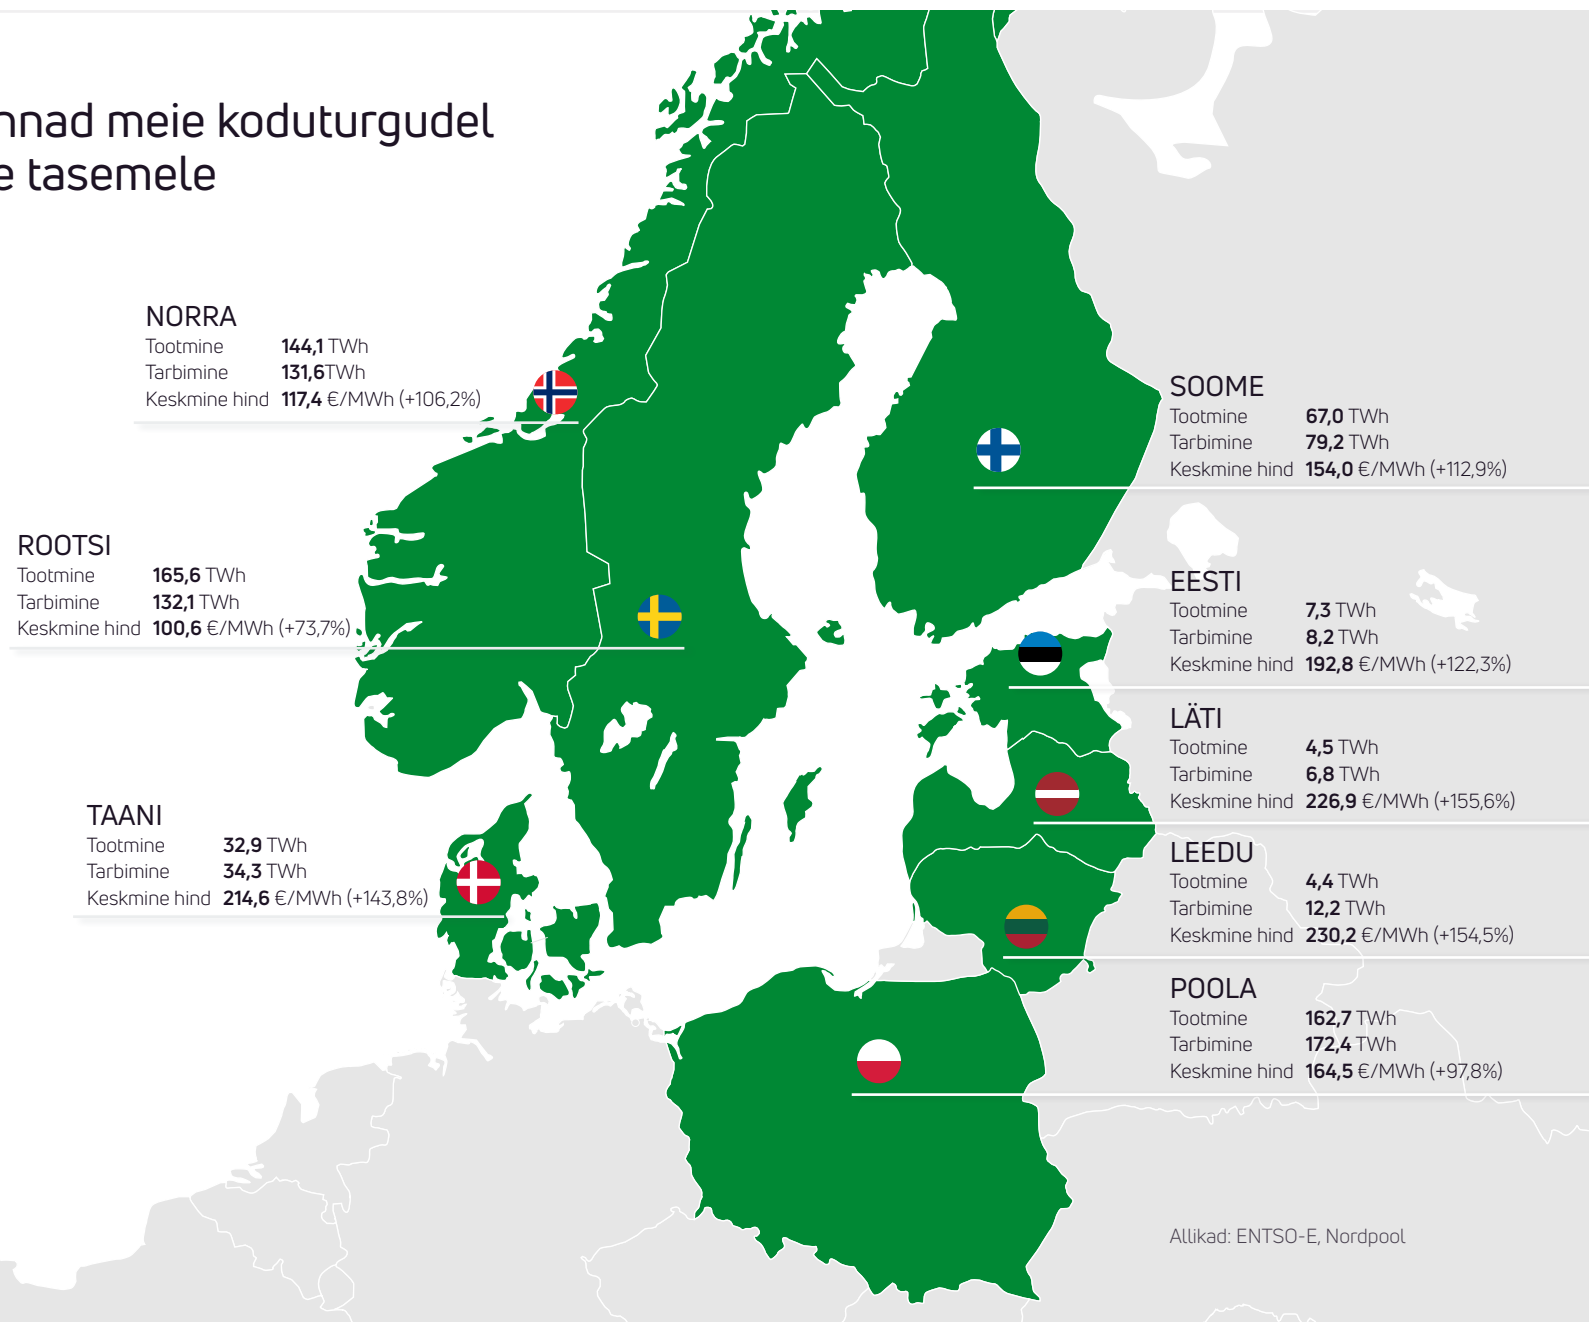 meie koduturgudel
tasemele
NORRA
Tootmine 144,1 TWh
Tarbimine 131,6TWh
Keskmine hind 117,4 €/MWh (+106,2%)
ROOTSI
Tootmine 165,6 TWh
Tarbimine 132,1 TWh
Keskmine hind 100,6 €/MWh (+73,7%)
TAANI
Tootmine 32,9 TWh
Tarbimine 34,3 TWh
Keskmine hind 214,6 €/MWh (+143,8%)
SOOME
Tootmine 67,0 TWh
Tarbimine 79,2 TWh
Keskmine hind 154,0 €/MWh (+112,9%)
EESTI
Tootmine 7,3 TWh
Tarbimine 8,2 TWh
Keskmine hind 192,8 €/MWh (+122,3%)
LÄTI
Tootmine 4,5 TWh
Tarbimine 6,8 TWh
Keskmine hind 226,9 €/MWh (+155,6%)
LEEDU
Tootmine 4,4 TWh
Tarbimine 12,2 TWh
Keskmine hind 230,2 €/MWh (+154,5%)
POOLA
Tootmine 162,7 TWh
Tarbimine 172,4 TWh
Keskmine hind 164,5 €/MWh (+97,8%)
Allikad: ENTSO-E, Nordpool